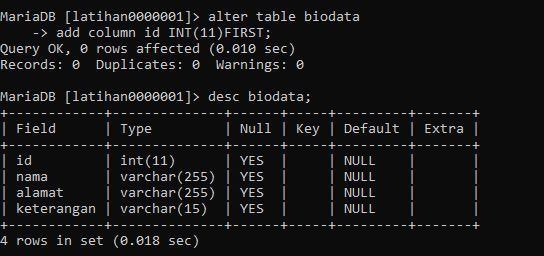 MariaDB [latihan0000001]> alter table biodata
    -> add column id INT(11)FIRST;
Query OK, 0 rows affected (0.010 sec)
Records: 0  Duplicates: 0  Warnings: 0

MariaDB [latihan0000001]> desc biodata;
+------------+--------------+------+-----+---------+-------+
| Field      | Type         | Null | Key | Default | Extra |
+------------+--------------+------+-----+---------+-------+
| id         | int(11)      | YES  |     | NULL    |       |
| nama       | varchar(255) | YES  |     | NULL    |       |
| alamat     | varchar(255) | YES  |     | NULL    |       |
| keterangan | varchar(15)  | YES  |     | NULL    |       |
+------------+--------------+------+-----+---------+-------+
4 rows in set (0.018 sec)